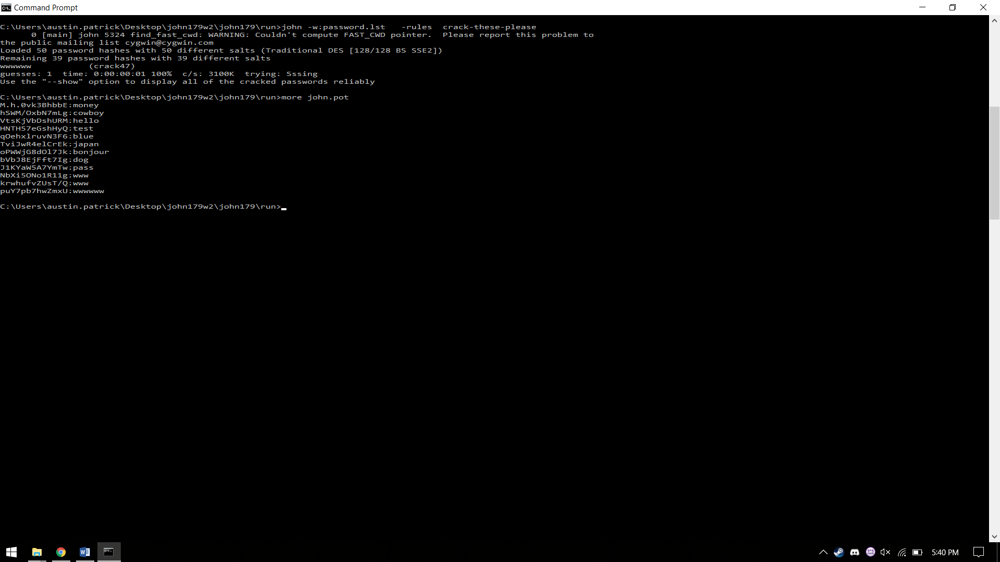 Command Prompt
C:\Users\austin.patrick\Desktop\john179w2\john179\run>john -w:password.lst   -rules  crack-these-please
      0 [main] john 5324 find_fast_cwd: WARNING: Couldn't compute FAST_CWD pointer.  Please report this problem to
the public mailing list cygwin@cygwin.com
Loaded 50 password hashes with 50 different salts (Traditional DES [128/128 BS SSE2])
Remaining 39 password hashes with 39 different salts
wwwwww           (crack47)
guesses: 1  time: 0:00:00:01 100%  c/s: 3100K  trying: Sssing
Use the "--show" option to display all of the cracked passwords reliably
C:\Users\austin.patrick\Desktop\john179w2\john179\run>more john.pot
M.h.0vk3BhbbE:money
hSWM/OxbN7mLg:cowboy
VtsKjVbDshURM:hello
HNTH57eGshHyQ:test
qOehxlruvN3F6:blue
TviJwR4elCrEk:japan
oPWWjG8dOl7Jk:bonjour
bVbJ8EjFft7Ig:dog
J1KYaW5A7YmTw:pass
NbXi5ONo1R11g:www
krwhufvZUsT/Q:www
puY7pb7hwZmxU:wwwwww
C:\Users\austin.patrick\Desktop\john179w2\john179\run>
5:40 PM